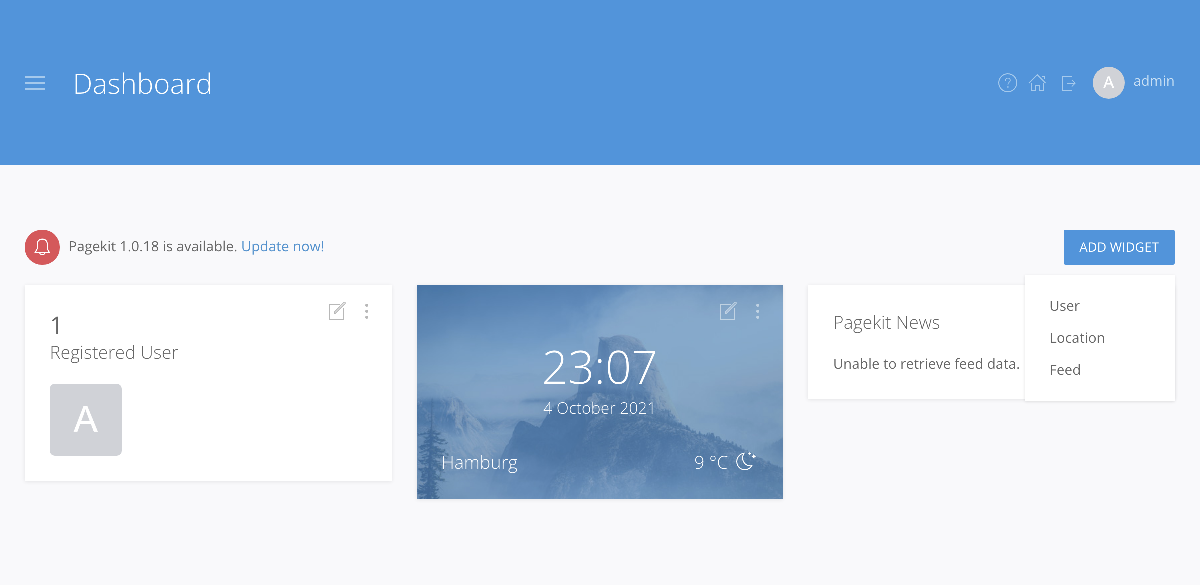 Dashboard
A admin
Pagekit 1.0.18 is available. Update now!
ADD WIDGET
User
Location
Feed
1
Registered User
A
23:07
4 October 2021
Hamburg
9 °C
Pagekit News
Unable to retrieve feed data.